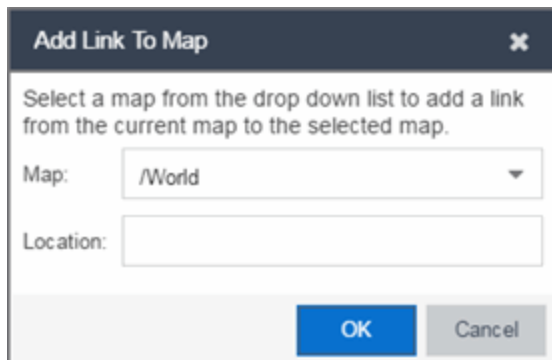 Add Link To Map
Select a map from the drop down list to add a link
from the current map to the selected map.
Map: /World
Location:
OK Cancel